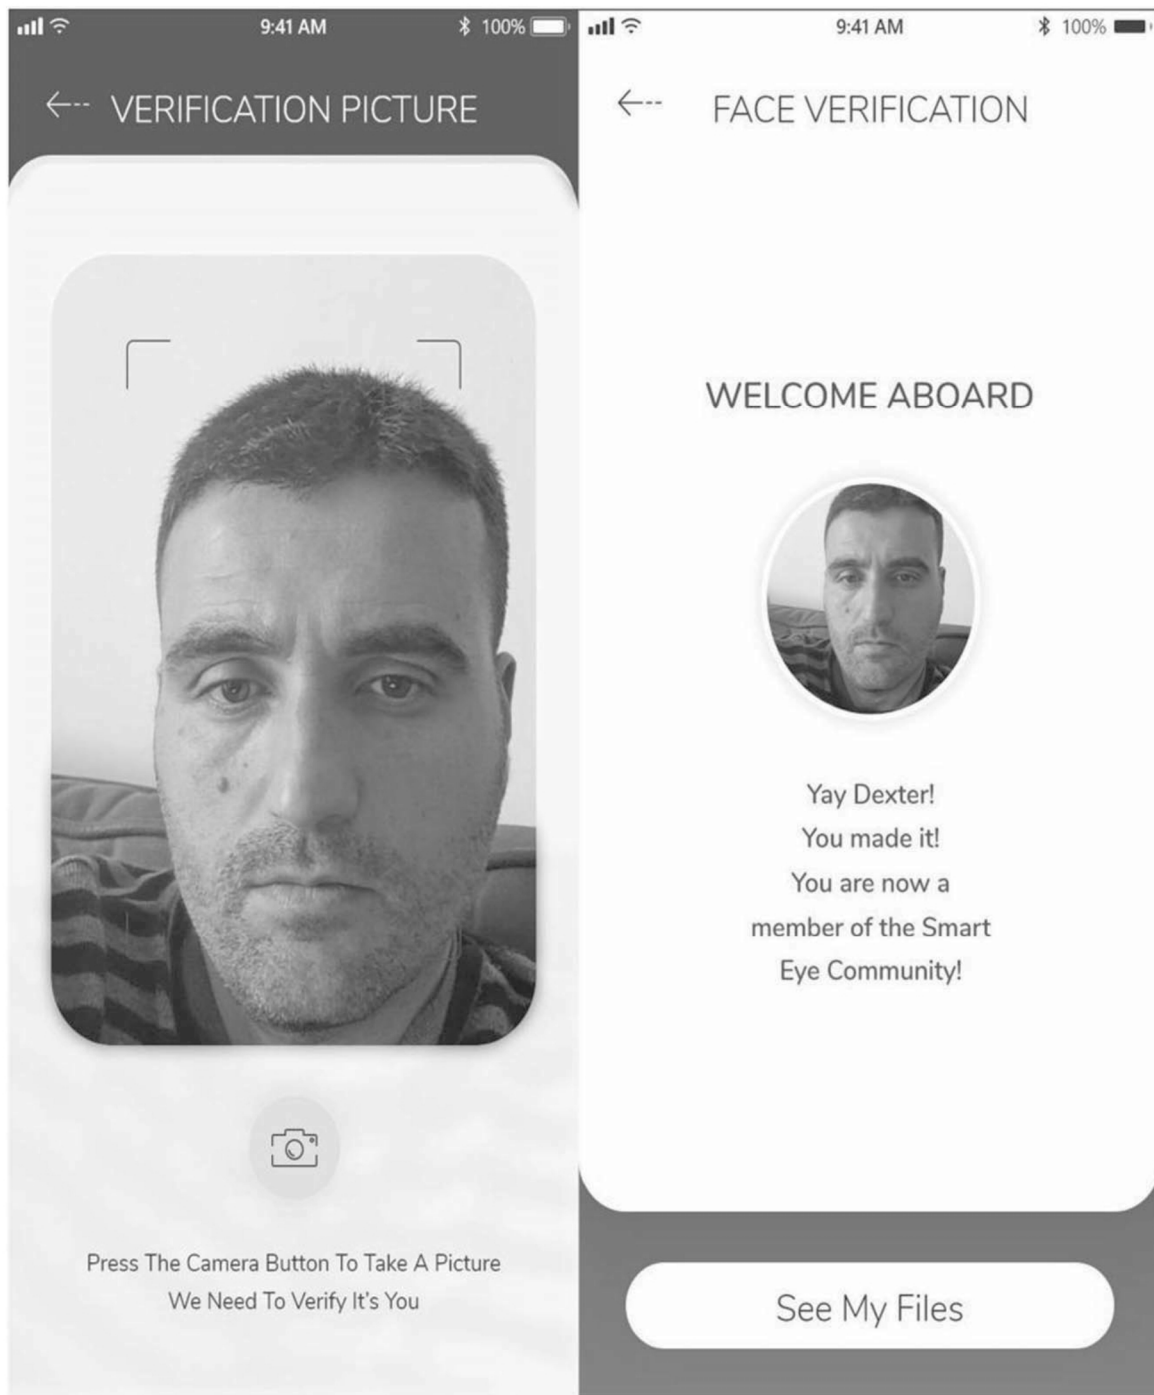 9:41 AM
100%
VERIFICATION PICTURE
Press The Camera Button To Take A Picture
We Need To Verify It's You
9:41 AM
100%
FACE VERIFICATION
WELCOME ABOARD
Yay Dexter!
You made it!
You are now a
member of the Smart
Eye Community!
See My Files